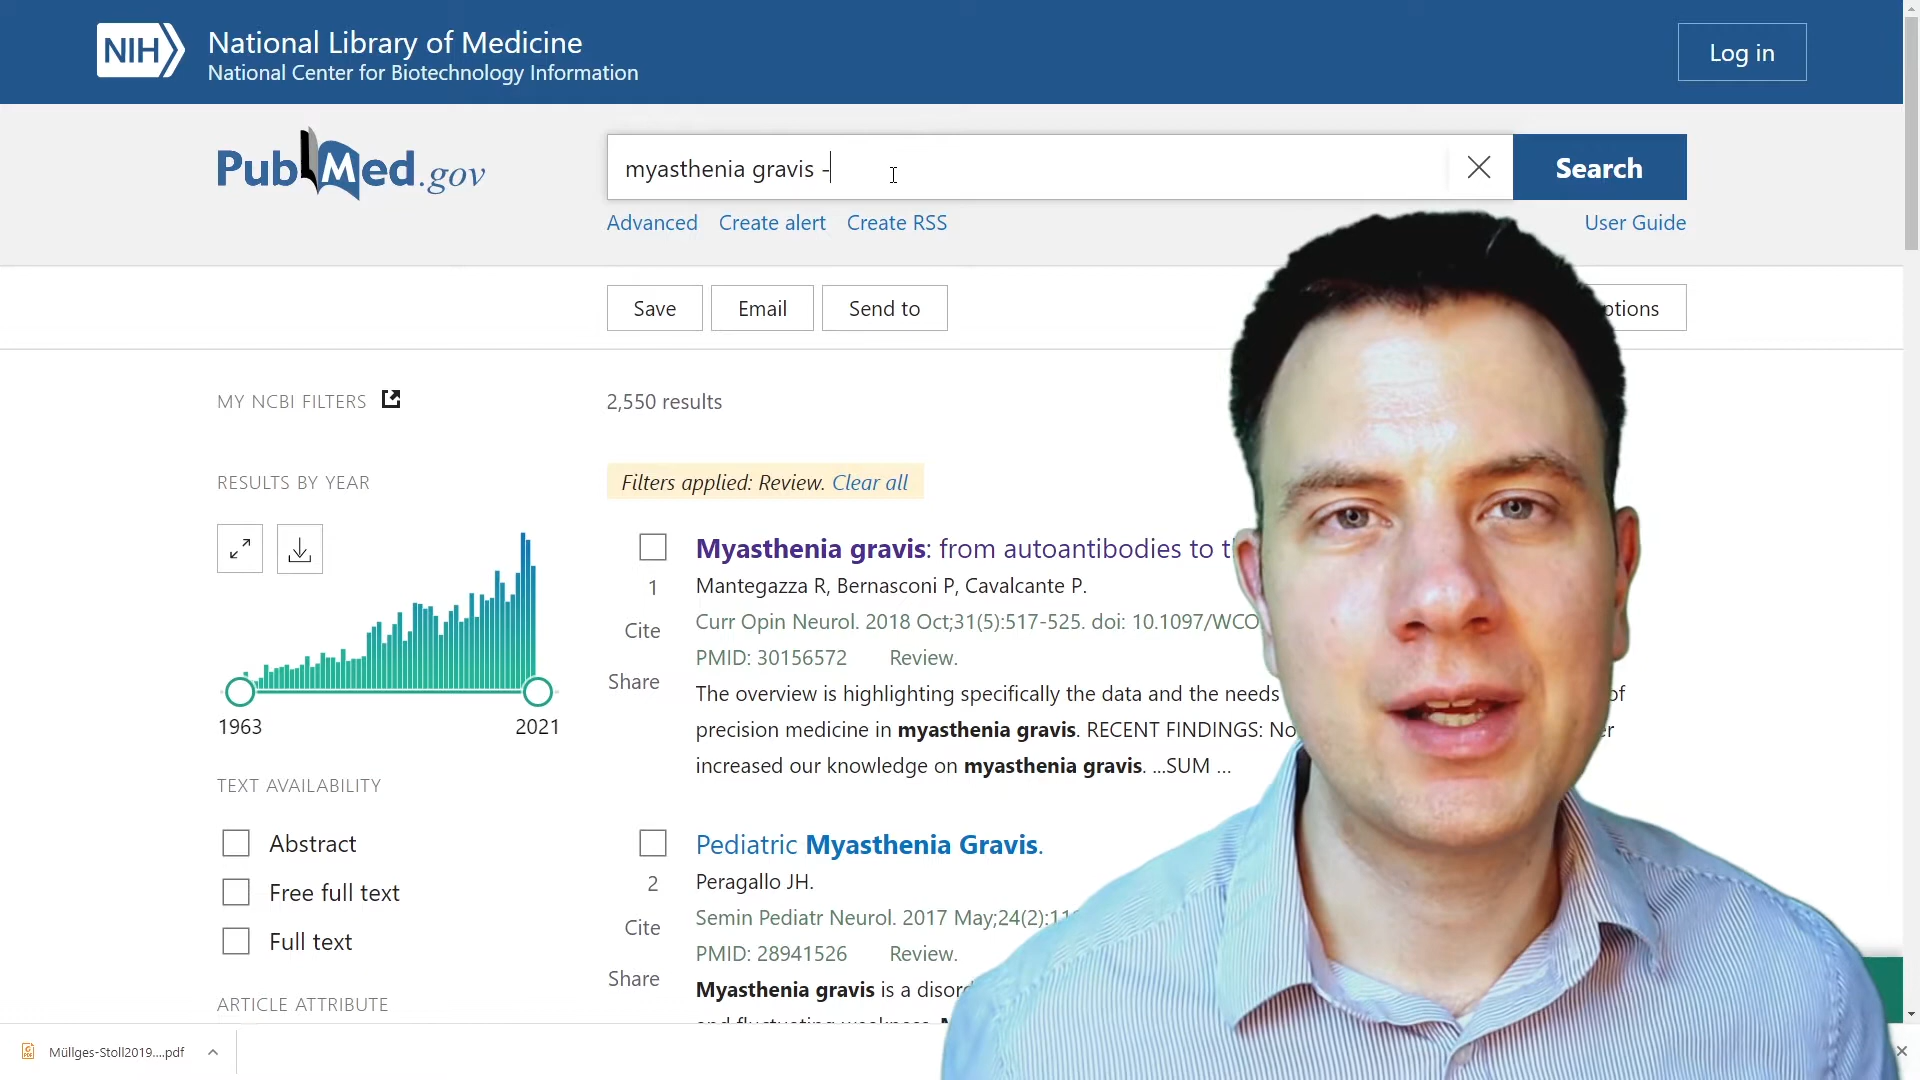 NIH
National Library of Medicine
National Center for Biotechnology Information
Log in
PubMed.gov
myasthenia gravis -
Search
Advanced
Create alert
Create RSS
User Guide
Save
Email
Send to
ptions
MY NCBI FILTERS
2,550 results
RESULTS BY YEAR
Filters applied: Review. Clear all
1963
2021
TEXT AVAILABILITY
Abstract
Free full text
Full text
ARTICLE ATTRIBUTE
1
Cite
Share
Myasthenia gravis: from autoantibodies to t
Mantegazza R, Bernasconi P, Cavalcante P.
Curr Opin Neurol. 2018 Oct;31(5):517-525. doi: 10.1097/WCO
PMID: 30156572 Review.
The overview is highlighting specifically the data and the needs of
precision medicine in myasthenia gravis. RECENT FINDINGS: No er
increased our knowledge on myasthenia gravis. ...SUM ...
2
Cite
Share
Pediatric Myasthenia Gravis.
Peragallo JH.
Semin Pediatr Neurol. 2017 May;24(2):11
PMID: 28941526 Review.
Myasthenia gravis is a disor
Müllges-Stoll2019....pdf